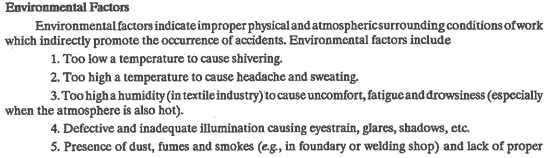 Environmental Factors
Environmental factors indicate improper physical and atmospheric surrounding conditions of work
which indirectly promote the occurrence of accidents. Environmental factors include
1. Too low a temperature to cause shivering.
2. Too high a temperature to cause headache and sweating.
3. Too high a humidity (in textile industry) to cause uncomfort, fatigue and drowsiness (especially
when the atmosphere is also hot).
4. Defective and inadequate illumination causing eyestrain, glares, shadows, etc.
5. Presence of dust, fumes and smokes (e.g., in foundary or welding shop) and lack of proper